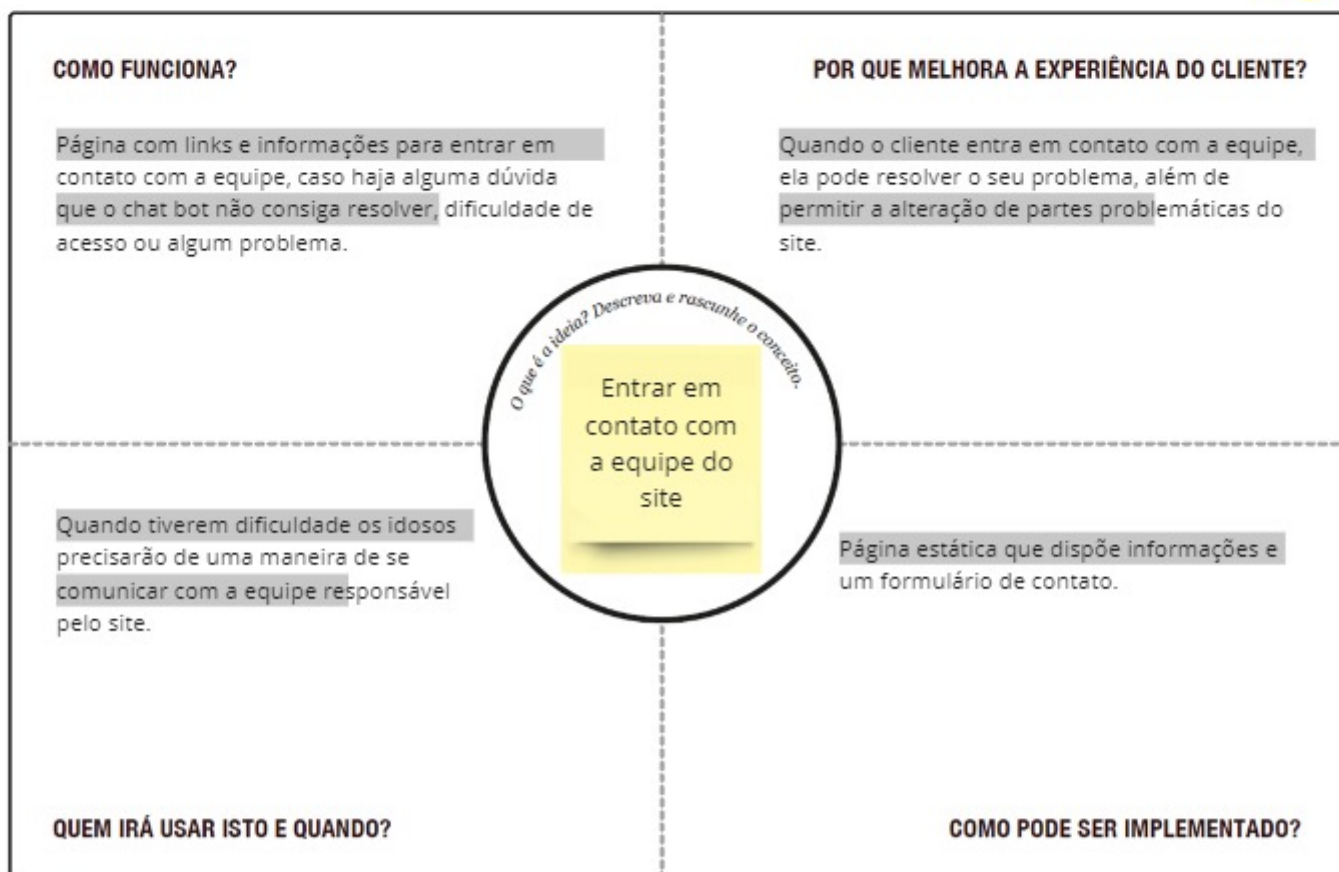 COMO FUNCIONA?
Página com links e informações para entrar em
contato com a equipe, caso haja alguma dúvida
que o chat bot não consiga resolver, dificuldade de
acesso ou algum problema.
POR QUE MELHORA A EXPERIÊNCIA DO CLIENTE?
Quando o cliente entra em contato com a equipe,
ela pode resolver o seu problema, além de
permitir a alteração de partes problemáticas do
site.
O que é a ideia? Descreva e rascunhe o conceito.
Entrar em
contato com
a equipe do
site
Quando tiverem dificuldade os idosos
precisarão de uma maneira de se
comunicar com a equipe responsável
pelo site.
QUEM IRÁ USAR ISTO E QUANDO?
Página estática que dispõe informações e
um formulário de contato.
COMO PODE SER IMPLEMENTADO?